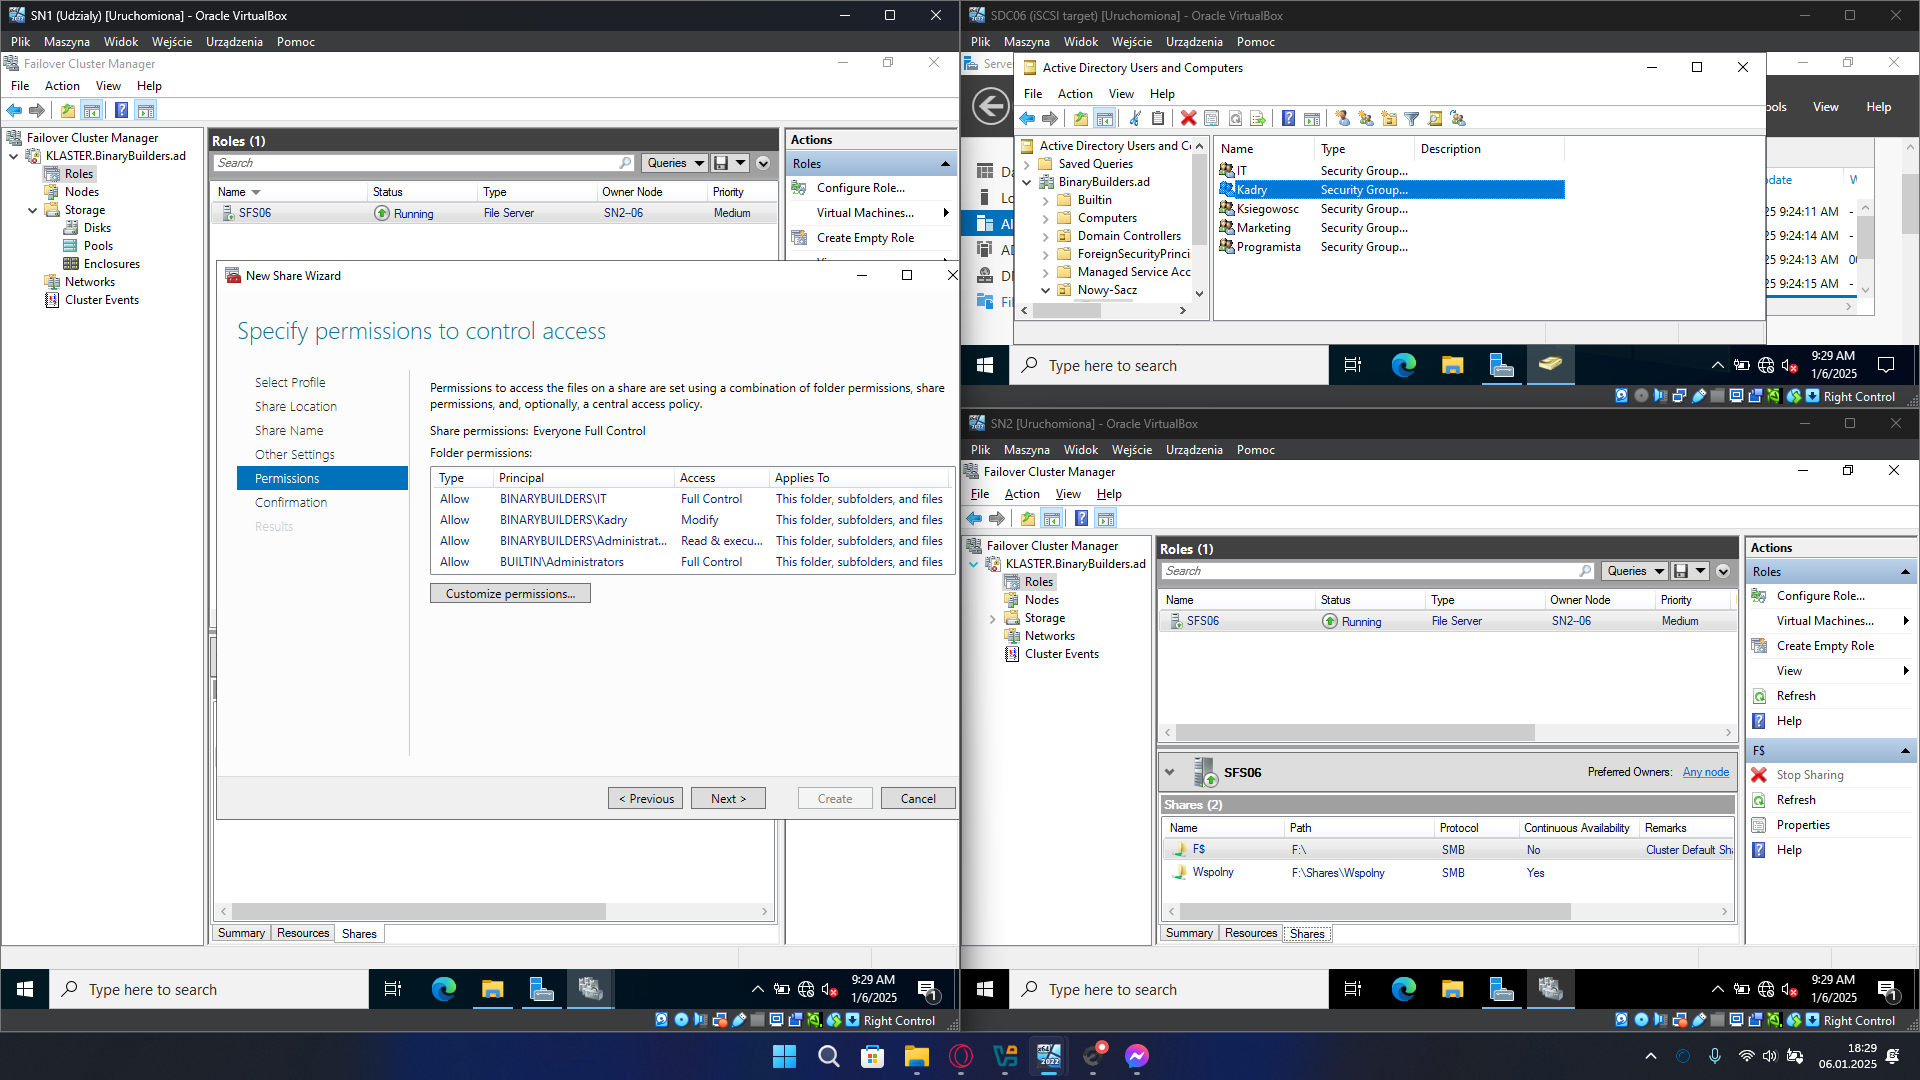 SN1 (Udzialy) [Uruchomiona] - Oracle VirtualBox
Plik Maszyna Widok Wejście Urządzenia Pomoc
Failover Cluster Manager
File Action View Help
Failover Cluster Manager
KLASTER.BinaryBuilders.ad
Roles
Nodes
Storage
Disks
Pools
Enclosures
Networks
Cluster Events
Roles (1)
Search
Queries
Name Status Type Owner Node Priority
SFS06 Running File Server SN2--06 Medium
Actions
Roles
Configure Role...
Virtual Machines...
Create Empty Role
New Share Wizard
Specify permissions to control access
Select Profile
Share Location
Share Name
Other Settings
Permissions
Confirmation
Results
Permissions to access the files on a share are set using a combination of folder permissions, share
permissions, and, optionally, a central access policy.
Share permissions: Everyone Full Control
Folder permissions:
Type Principal Access Applies To
Allow BINARYBUILDERS\IT Full Control This folder, subfolders, and files
Allow BINARYBUILDERS\Kadry Modify This folder, subfolders, and files
Allow BINARYBUILDERS\Administrat... Read & execu... This folder, subfolders, and files
Allow BUILTIN\Administrators Full Control This folder, subfolders, and files
Customize permissions...
< Previous
Next >
Create
Cancel
Summary Resources Shares
Type here to search
9:29 AM
1/6/2025
1
Right Control
SDC06 (iSCSI target) [Uruchomiona] - Oracle VirtualBox
Plik Maszyna Widok Wejście Urządzenia Pomoc
Serve
Active Directory Users and Computers
File Action View Help
ools View Help
Active Directory Users and C
Saved Queries
BinaryBuilders.ad
Builtin
Computers
Domain Controllers
ForeignSecurityPrinci
Managed Service Acc
Nowy-Sacz
Name Type Description
IT Security Group...
Kadry Security Group...
Ksiegowosc Security Group...
Marketing Security Group...
Programista Security Group...
25 9:24:11 AM -
25 9:24:14 AM -
25 9:24:13 AM
25 9:24:15 AM -
Type here to search
9:29 AM
1/6/2025
Right Control
SN2 [Uruchomiona] - Oracle VirtualBox
Plik Maszyna Widok Wejście Urządzenia Pomoc
Failover Cluster Manager
File Action View Help
Failover Cluster Manager
KLASTER.BinaryBuilders.ad
Roles
Nodes
Storage
Networks
Cluster Events
Roles (1)
Search
Queries
Name Status Type Owner Node Priority
SFS06 Running File Server SN2--06 Medium
SFS06
Preferred Owners: Any node
Shares (2)
Name Path Protocol Continuous Availability Remarks
F$ F:\ SMB No Cluster Default Sh
Wspolny F:\Shares\Wspolny SMB Yes
Summary Resources Shares
Actions
Roles
Configure Role...
Virtual Machines...
Create Empty Role
View
Refresh
Help
F$
Stop Sharing
Refresh
Properties
Help
Type here to search
9:29 AM
1/6/2025
1
Right Control
18:29
06.01.2025